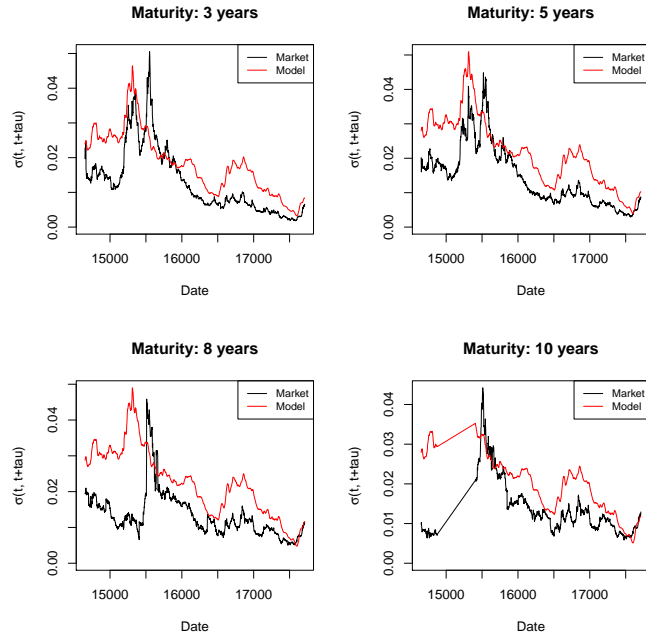 Maturity: 3 years
σ(t, t+tau)
0.00
0.02
0.04
Market
Model
15000
16000
17000
Date
Maturity: 5 years
σ(t, t+tau)
0.00
0.02
0.04
Market
Model
15000
16000
17000
Date
Maturity: 8 years
σ(t, t+tau)
0.00
0.02
0.04
Market
Model
15000
16000
17000
Date
Maturity: 10 years
σ(t, t+tau)
0.00
0.01
0.02
0.03
0.04
Market
Model
15000
16000
17000
Date